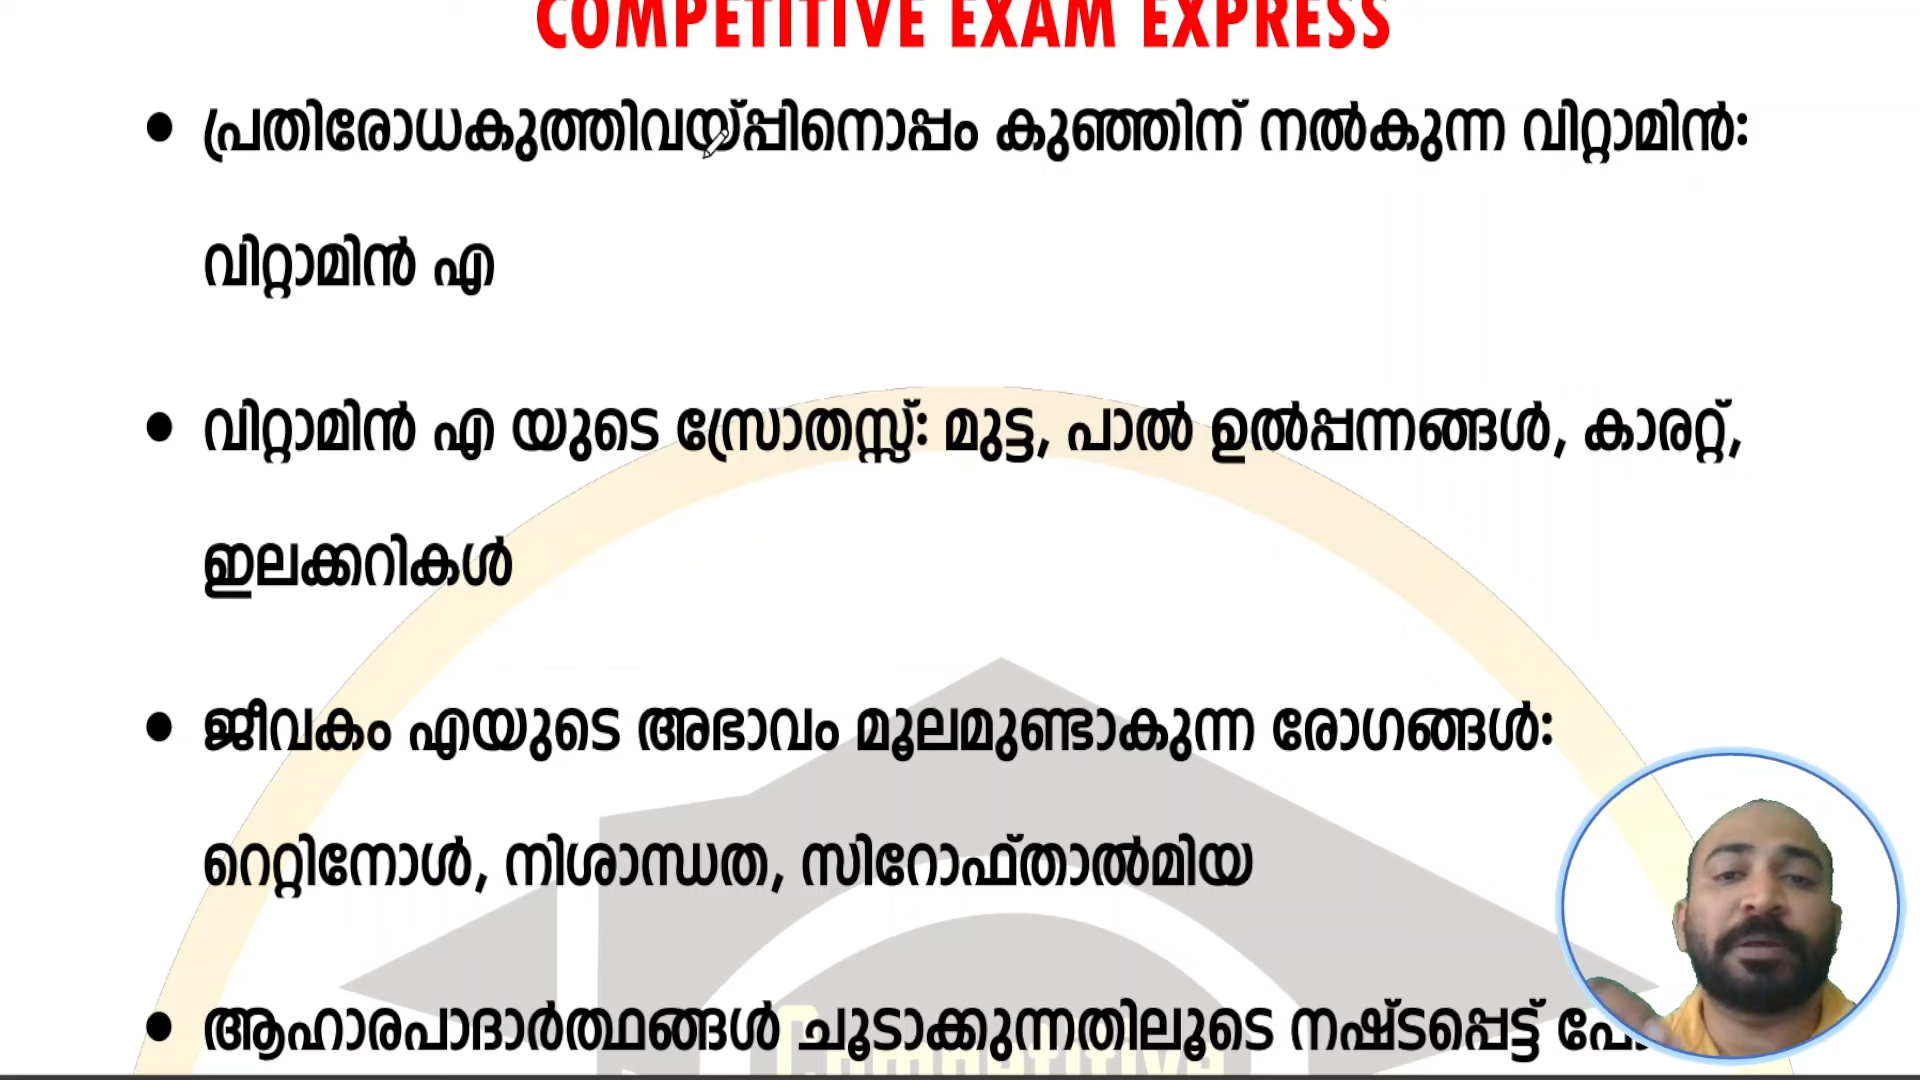 COMPETITIVE EXAM EXPRESS
• പ്രതിരോധകുത്തിവയ്പ്പിനൊപ്പം കുഞ്ഞിന് നൽകുന്ന വിറ്റാമിൻ:
വിറ്റാമിൻ എ
• വിറ്റാമിൻ എ യുടെ സ്രോതസ്സ്: മുട്ട, പാൽ ഉൽപ്പന്നങ്ങൾ, കാരറ്റ്,
ഇലക്കറികൾ
• ജീവകം എയുടെ അഭാവം മൂലമുണ്ടാകുന്ന രോഗങ്ങൾ:
റെറ്റിനോൾ, നിശാന്ധത, സിറോഫ്താൽമിയ
• ആഹാരപാദാർത്ഥങ്ങൾ ചൂടാക്കുന്നതിലൂടെ നഷ്ടപ്പെട്ട്
Competitive